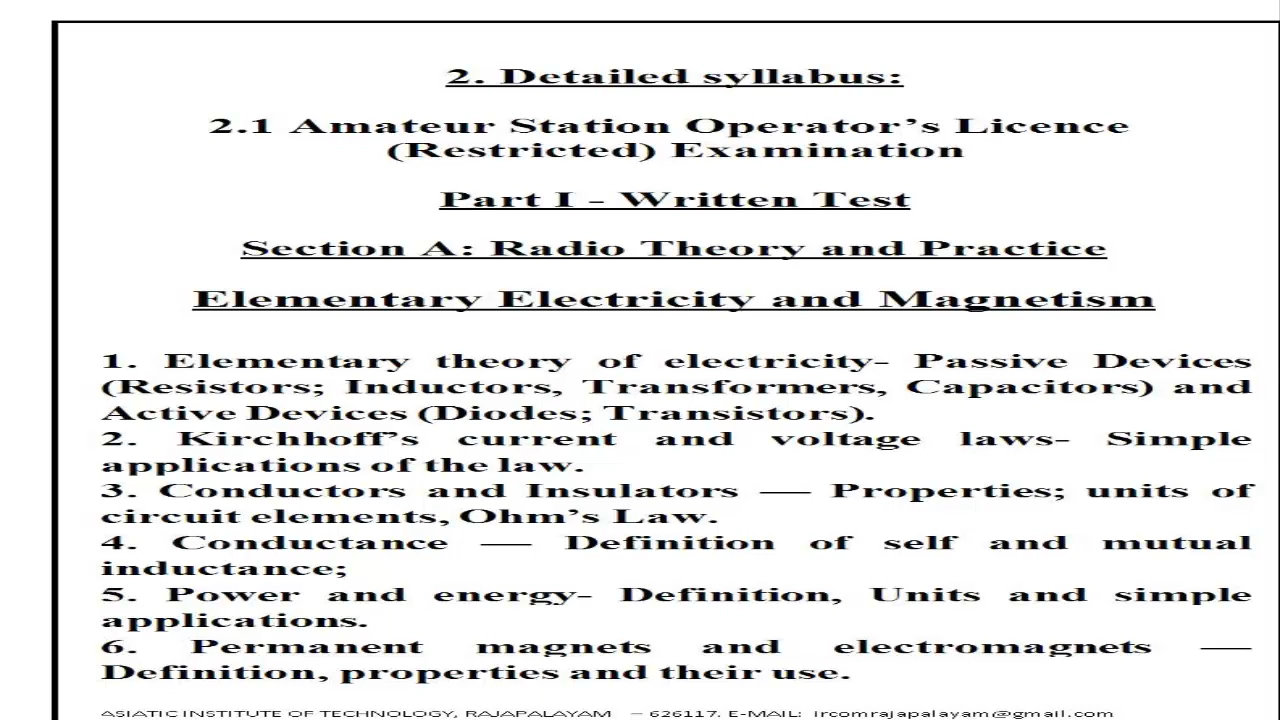 2. Detailed syllabus:
2.1 Amateur Station Operator’s Licence
(Restricted) Examination
Part I - Written Test
Section A: Radio Theory and Practice
Elementary Electricity and Magnetism
1. Elementary theory of electricity- Passive Devices
(Resistors; Inductors, Transformers, Capacitors) and
Active Devices (Diodes; Transistors).
2. Kirchhoff’s current and voltage laws- Simple
applications of the law.
3. Conductors and Insulators — Properties; units of
circuit elements, Ohm’s Law.
4. Conductance — Definition of self and mutual
inductance;
5. Power and energy- Definition, Units and simple
applications.
6. Permanent magnets and electromagnets —
Definition, properties and their use.
ASIATIC INSTITUTE OF TECHNOLOGY, RAJAPALAYAM – 626117. E-MAIL: ircomrajapalayam@gmail.com